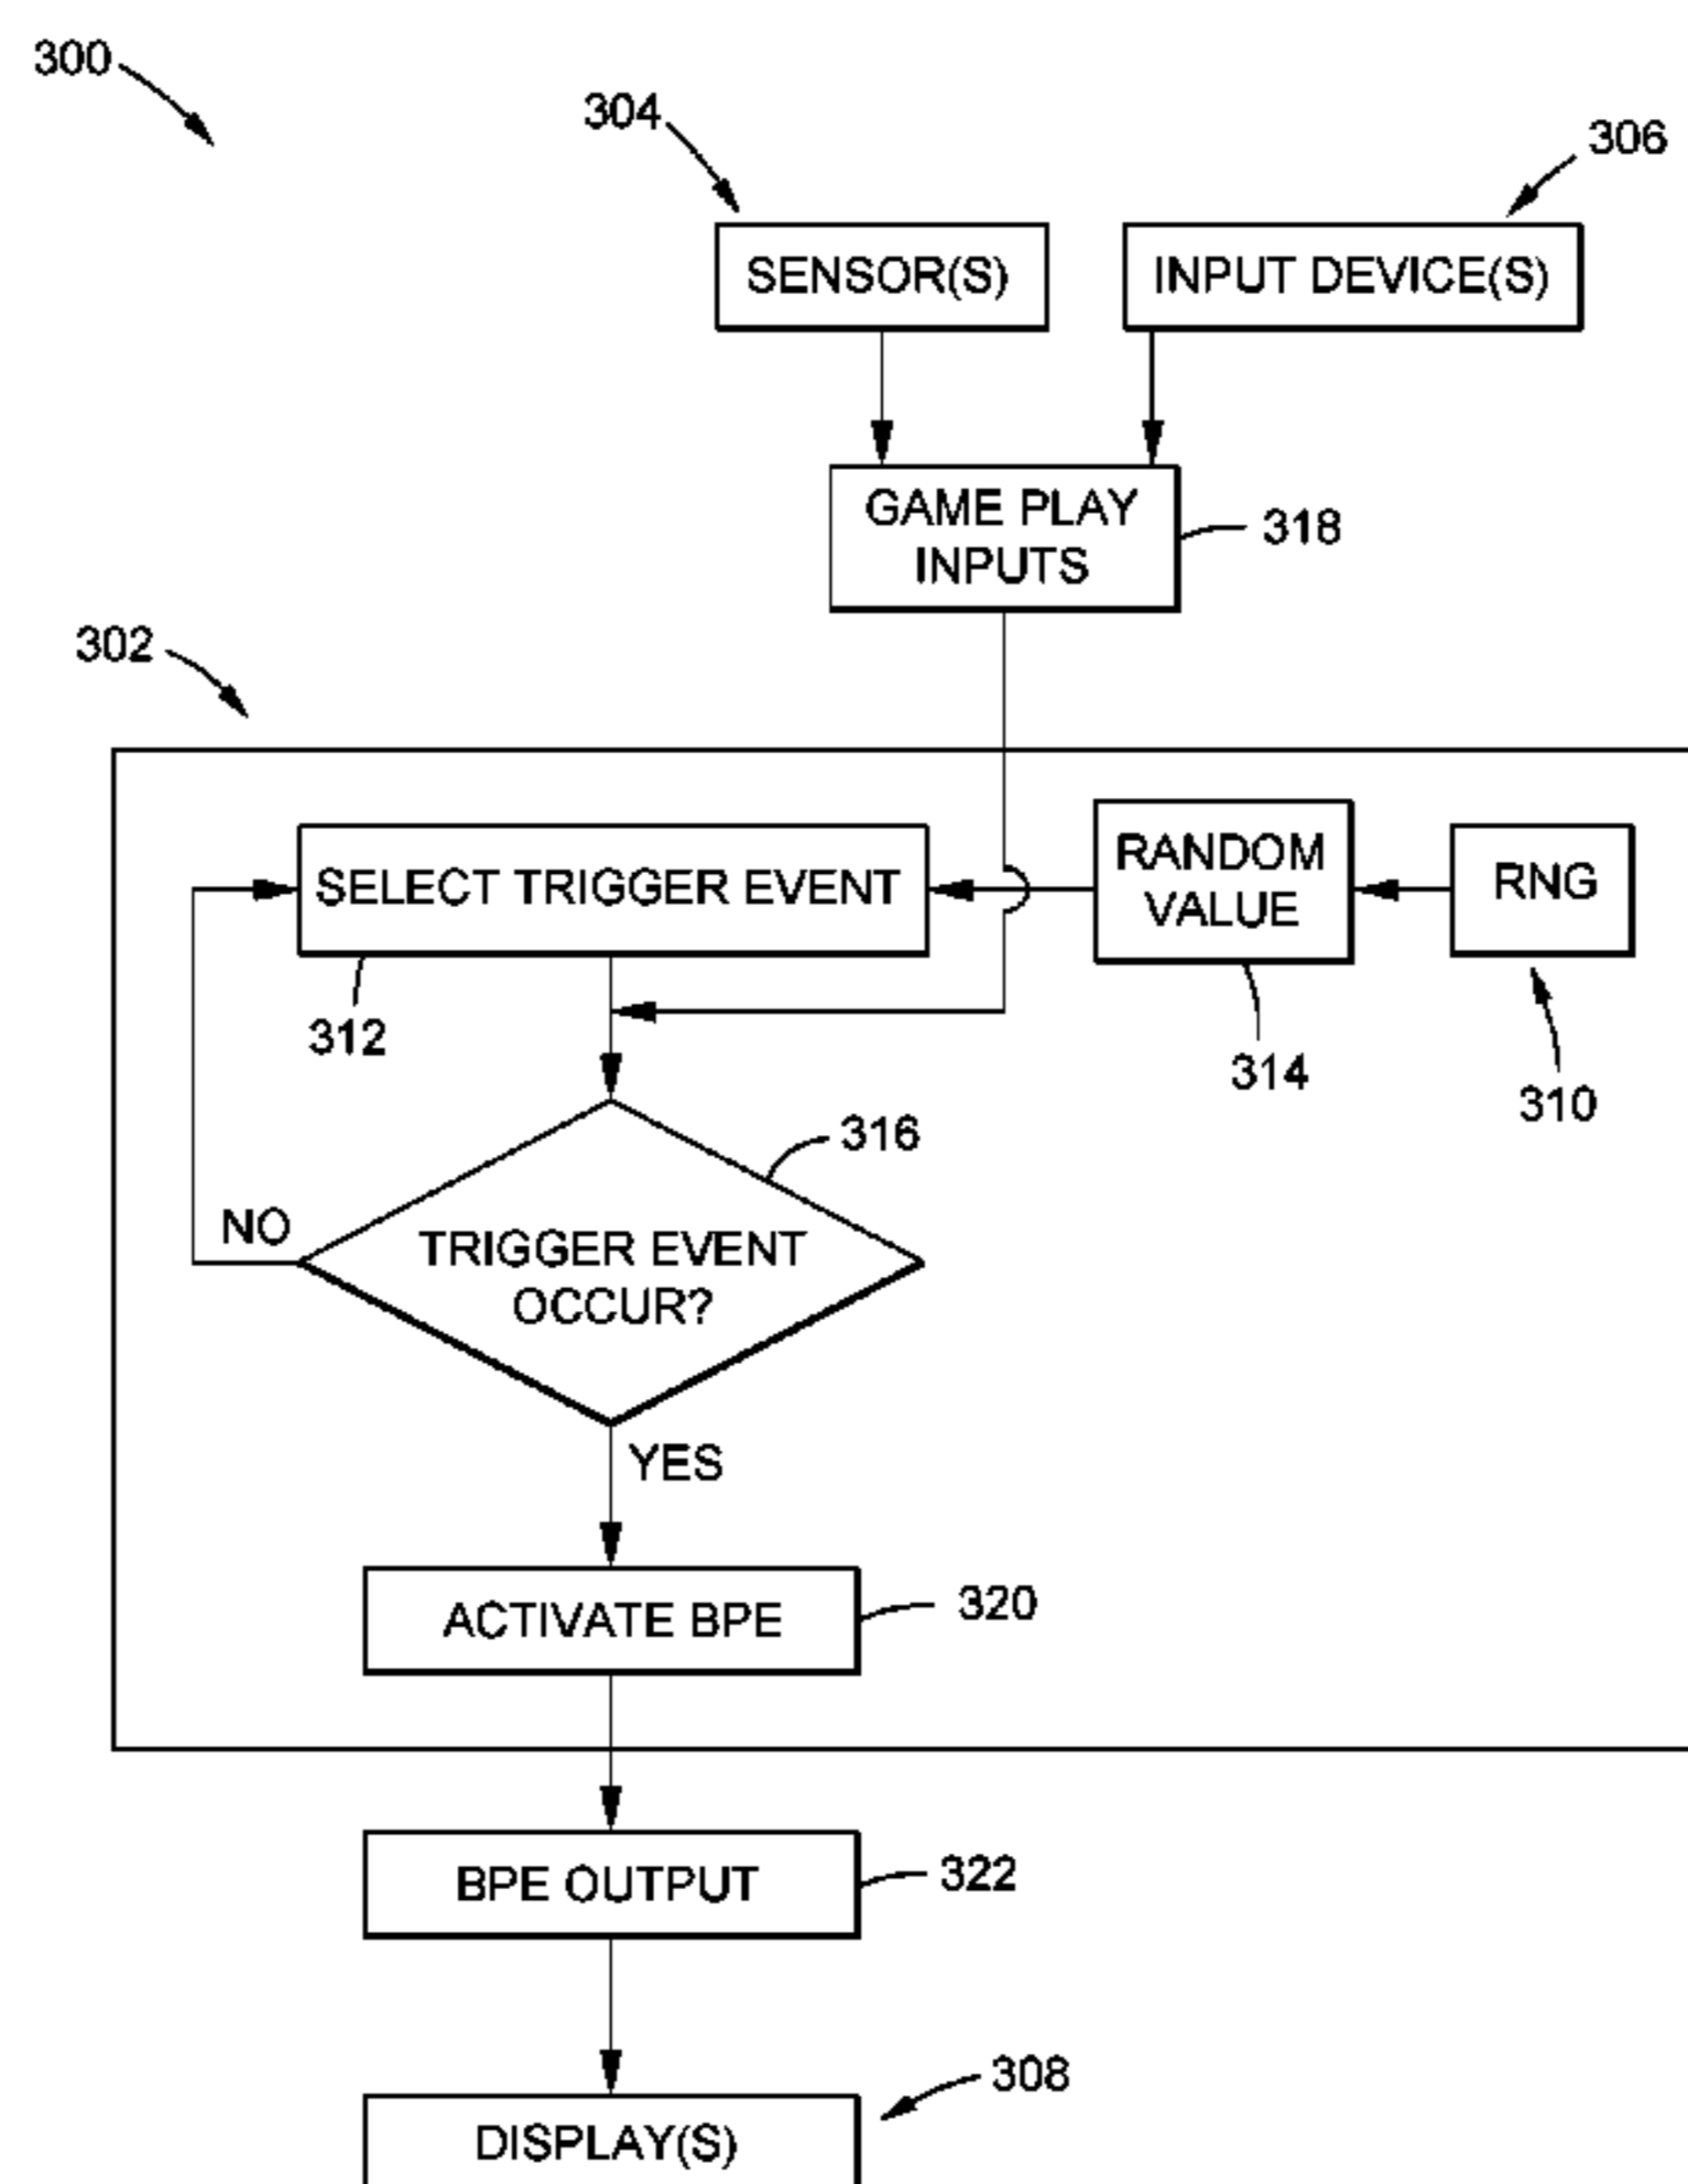 300
304
306
SENSOR(S)
INPUT DEVICE(S)
GAME PLAY
INPUTS
318
302
SELECT TRIGGER EVENT
RANDOM
VALUE
RNG
312
314
310
316
NO
TRIGGER EVENT
OCCUR?
YES
ACTIVATE BPE
320
BPE OUTPUT
322
308
DISPLAY(S)